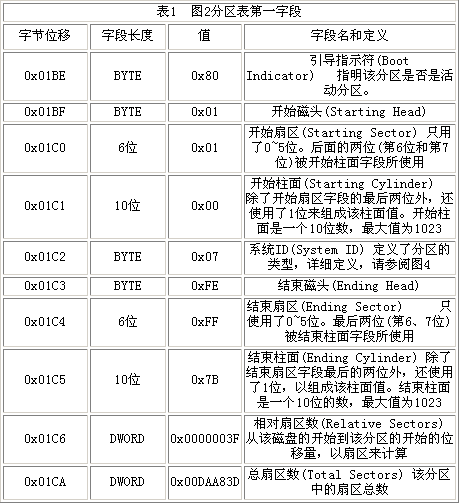 表1 图2分区表第一字段
字节位移 字段长度 值 字段名和定义
0x01BE BYTE 0x80 引导指示符(Boot
Indicator) 指明该分区是否是活
动分区。
0x01BF BYTE 0x01 开始磁头(Starting Head)
0x01C0 6位 0x01 开始扇区(Starting Sector) 只用
了0~5位。后面的两位(第6位和第7
位)被开始柱面字段所使用
0x01C1 10位 0x00 开始柱面(Starting Cylinder)
除了开始扇区字段的最后两位外，还
使用了1位来组成该柱面值。开始柱
面是一个10位数，最大值为1023
0x01C2 BYTE 0x07 系统ID(System ID) 定义了分区的
类型，详细定义，请参阅图4
0x01C3 BYTE 0xFE 结束磁头(Ending Head)
0x01C4 6位 0xFF 结束扇区(Ending Sector) 只
使用了0~5位。最后两位(第6、7位)
被结束柱面字段所使用
0x01C5 10位 0x7B 结束柱面(Ending Cylinder) 除了
结束扇区字段最后的两位外，还使用
了1位，以组成该柱面值。结束柱面
是一个10位的数，最大值为1023
0x01C6 DWORD 0x0000003F 相对扇区数(Relative Sectors)
从该磁盘的开始到该分区的开始的位
移量，以扇区来计算
0x01CA DWORD 0x00DAA83D 总扇区数(Total Sectors) 该分区
中的扇区总数